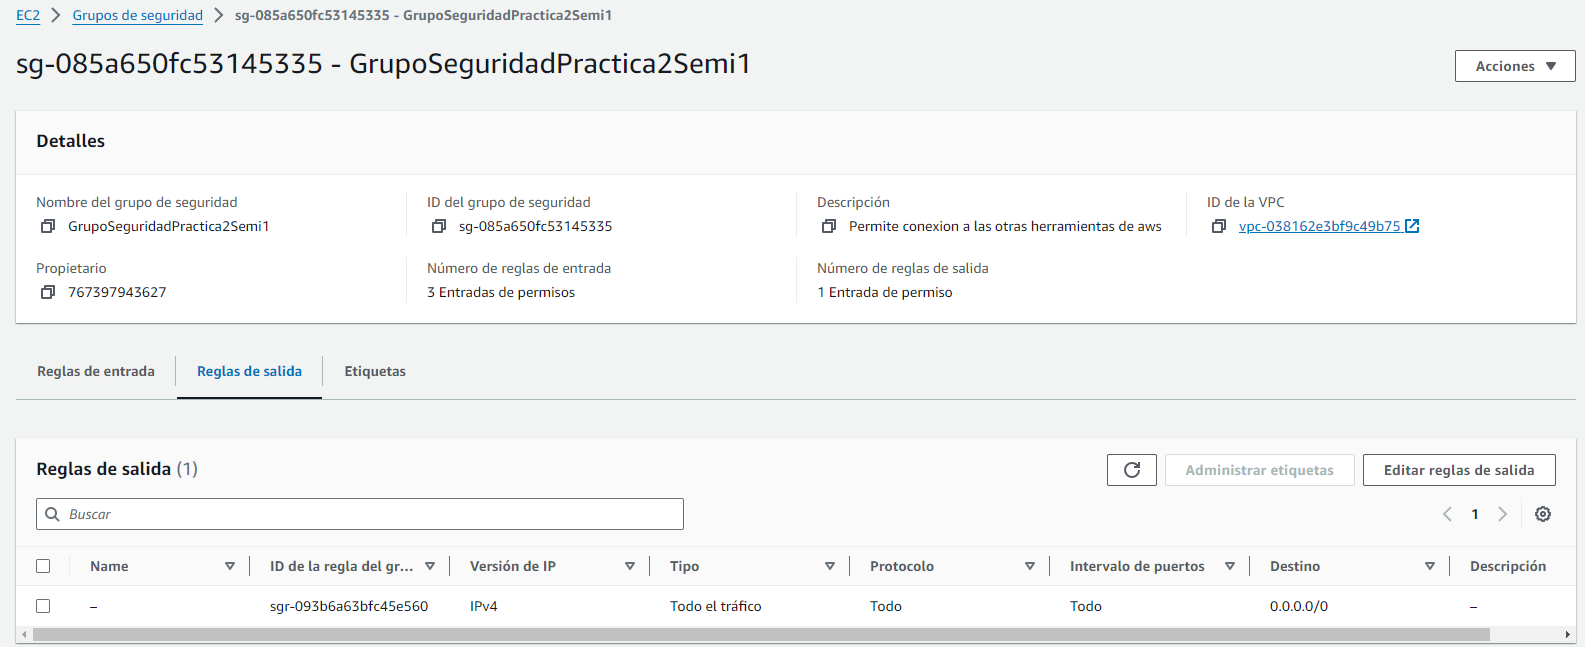 EC2 > Grupos de seguridad > sg-085a650fc53145335 - GrupoSeguridadPractica2Semi1
sg-085a650fc53145335 - GrupoSeguridadPractica2Semi1
Acciones
Detalles
Nombre del grupo de seguridad
GrupoSeguridadPractica2Semi1
ID del grupo de seguridad
sg-085a650fc53145335
Descripción
Permite conexion a las otras herramientas de aws
ID de la VPC
vpc-038162e3bf9c49b75
Propietario
767397943627
Número de reglas de entrada
3 Entradas de permisos
Número de reglas de salida
1 Entrada de permiso
Reglas de entrada Reglas de salida Etiquetas
Reglas de salida (1)
Administrar etiquetas Editar reglas de salida
Buscar
1
Name ID de la regla del gr... Versión de IP Tipo Protocolo Intervalo de puertos Destino Descripción
– sgr-093b6a63bfc45e560 IPv4 Todo el tráfico Todo Todo 0.0.0.0/0 –